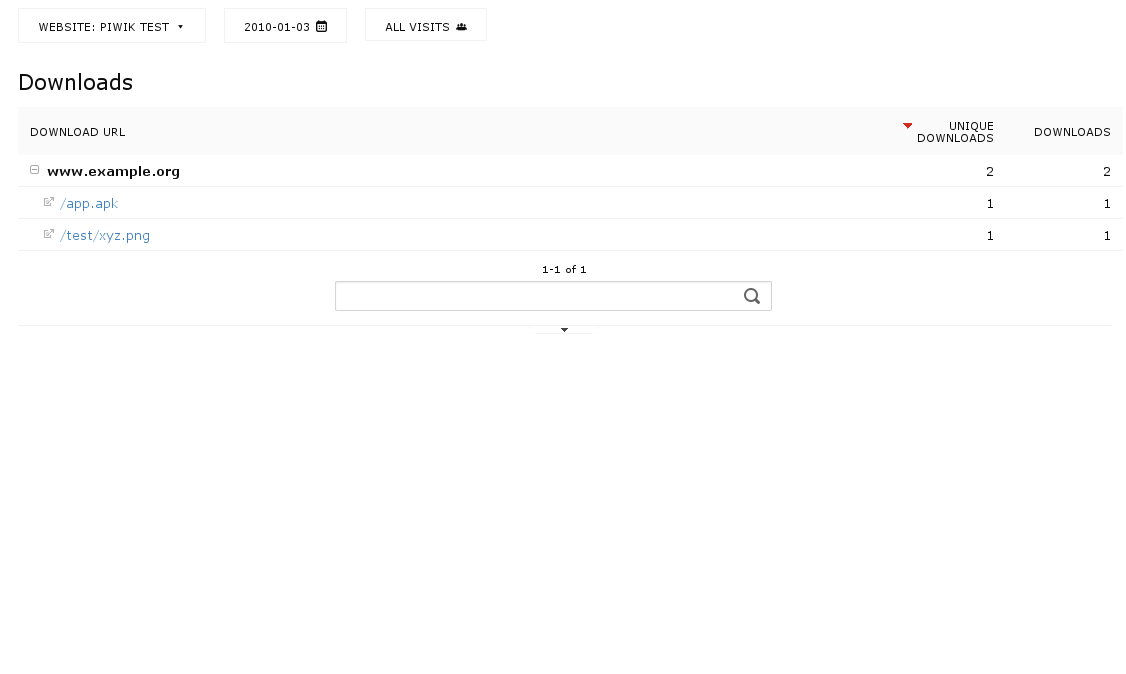 WEBSITE: PIWIK TEST 2010-01-03 ALL VISITS
Downloads
DOWNLOAD URL UNIQUE DOWNLOADS DOWNLOADS
www.example.org 2 2
/app.apk 1 1
/test/xyz.png 1 1
1-1 of 1